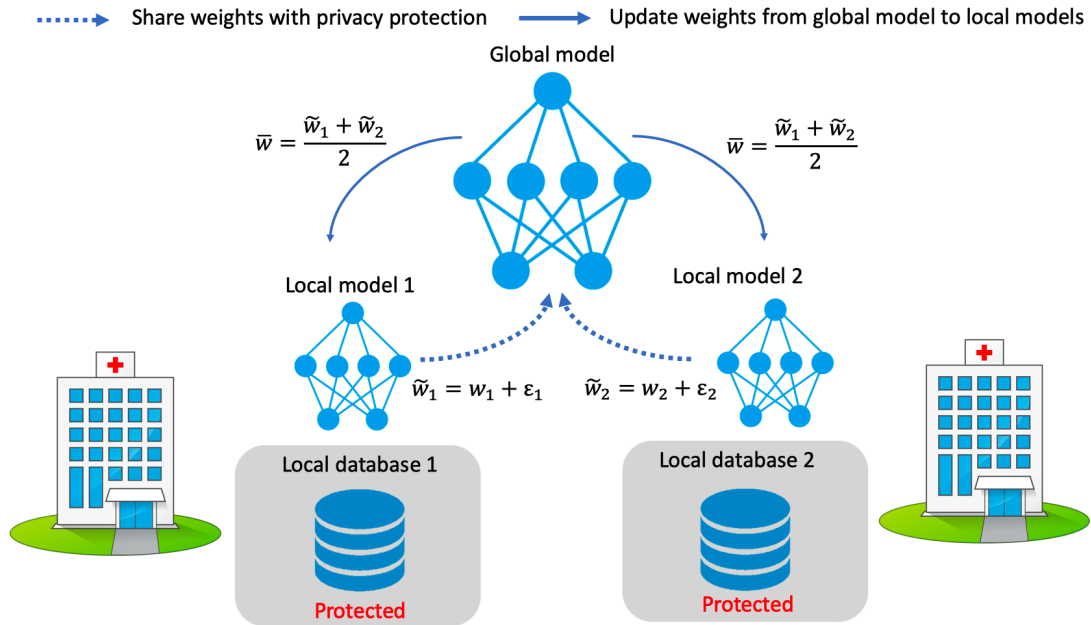 Share weights with privacy protection
Update weights from global model to local models
Global model
w̄ = (w̃₁ + w̃₂)/2
w̄ = (w̃₁ + w̃₂)/2
Local model 1
Local model 2
w̃₁ = w₁ + ε₁
w̃₂ = w₂ + ε₂
Local database 1
Local database 2
Protected
Protected